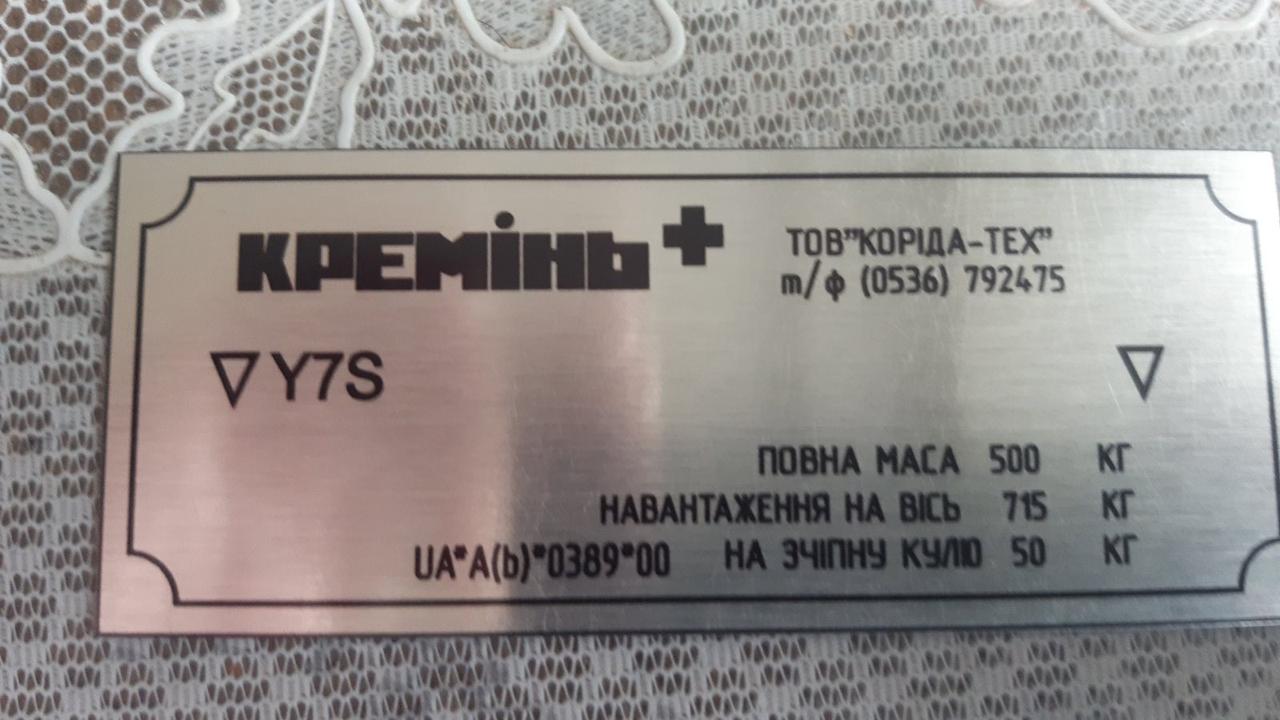 КРЕМІНЬ+
ТОВ"КОРІДА-ТЕХ"
т/ф (0536) 792475
▽ Y7S ▽
ПОВНА МАСА 500 КГ
НАВАНТАЖЕННЯ НА ВІСЬ 715 КГ
UA*A(b)*0389*00 НА ЗЧІПНУ КУЛЮ 50 КГ